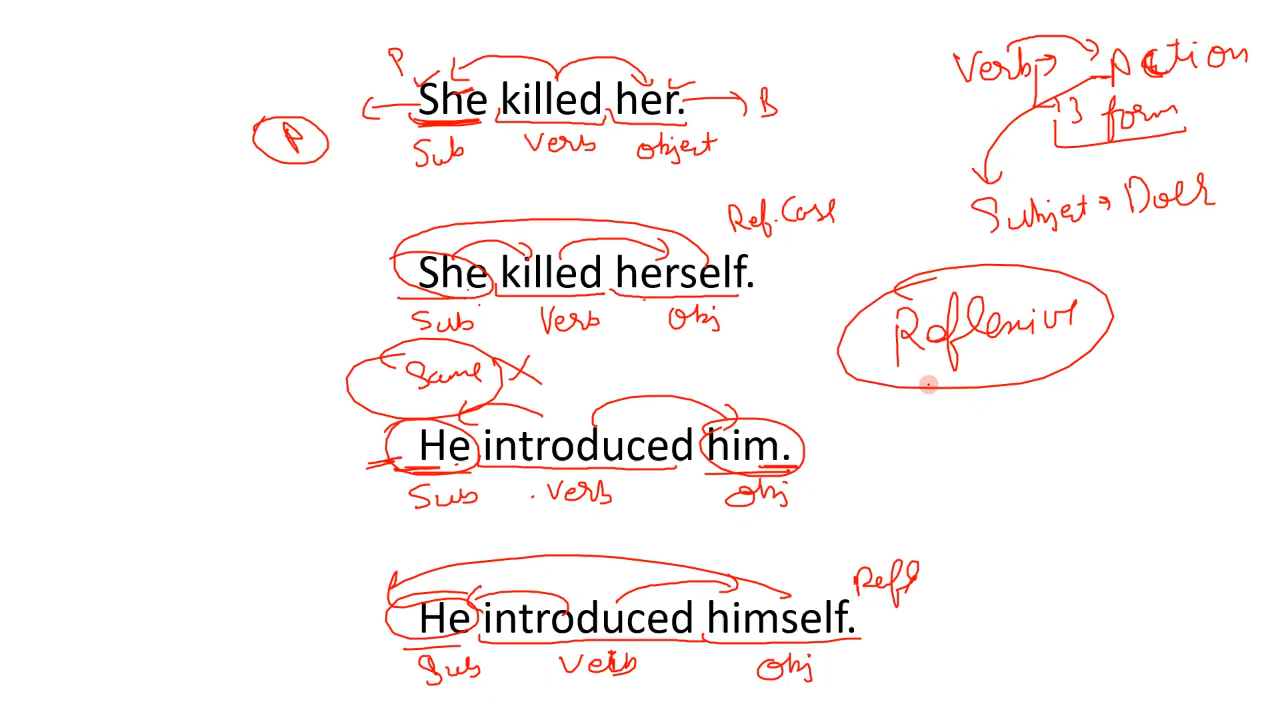 P
She killed her.
B
P
Sub Verb object
Verb Action
3 form
Subject Doer
Ref. Case
She killed herself.
Sub Verb Obj
Reflexive
Same
He introduced him.
Sub Verb Obj
Refl
He introduced himself.
Sub Verb Obj